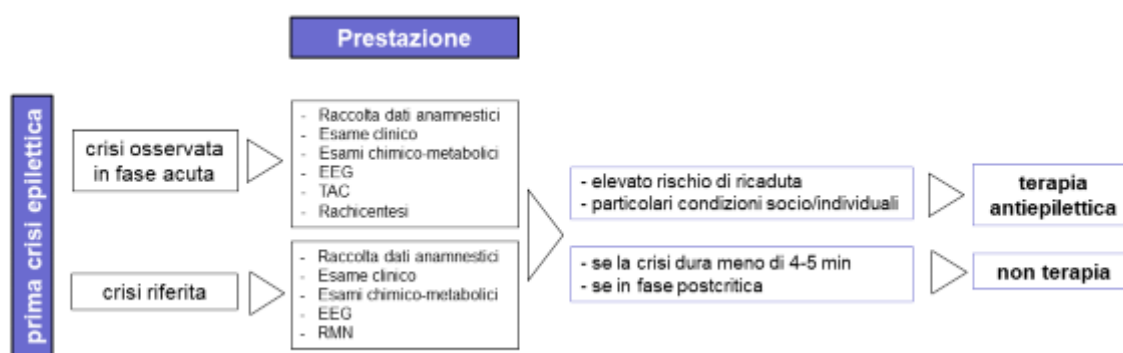 Prestazione
prima crisi epilettica
crisi osservata
in fase acuta
- Raccolta dati anamnestici
- Esame clinico
- Esami chimico-metabolici
- EEG
- TAC
- Rachicentesi
- elevato rischio di ricaduta
- particolari condizioni socio/individuali
terapia
antiepilettica
crisi riferita
- Raccolta dati anamnestici
- Esame clinico
- Esami chimico-metabolici
- EEG
- RMN
- se la crisi dura meno di 4-5 min
- se in fase postcritica
non terapia